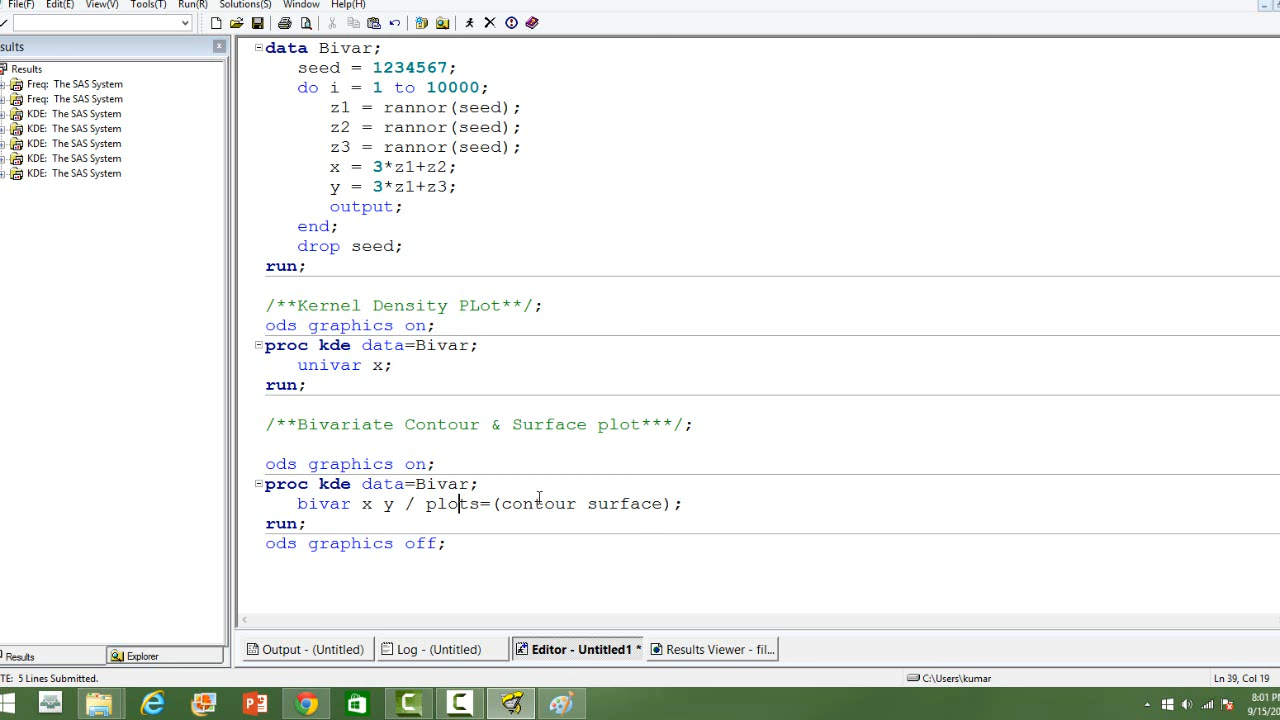 File(F) Edit(E) View(V) Tools(T) Run(R) Solutions(S) Window Help(H)
sults
Results
Freq: The SAS System
Freq: The SAS System
KDE: The SAS System
KDE: The SAS System
KDE: The SAS System
KDE: The SAS System
KDE: The SAS System
data Bivar;
seed = 1234567;
do i = 1 to 10000;
z1 = rannor(seed);
z2 = rannor(seed);
z3 = rannor(seed);
x = 3*z1+z2;
y = 3*z1+z3;
output;
end;
drop seed;
run;
/**Kernel Density PLot**/;
ods graphics on;
proc kde data=Bivar;
univar x;
run;
/**Bivariate Contour & Surface plot***/;
ods graphics on;
proc kde data=Bivar;
bivar x y / plots=(contour surface);
run;
ods graphics off;
Results Explorer
Output - (Untitled) Log - (Untitled) Editor - Untitled1 * Results Viewer - fil...
TE: 5 Lines Submitted. C:\Users\kumar Ln 39, Col 19
8:01 PM
9/15/20